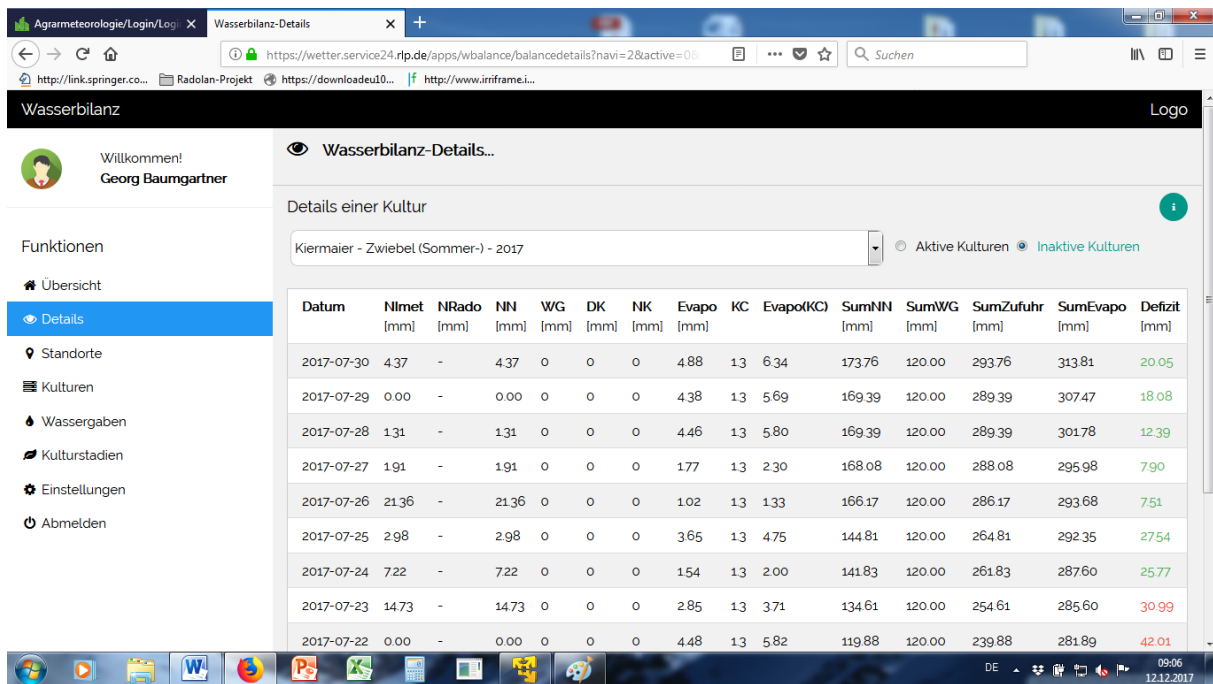 Agrarmeteorologie/Login/Logi
Wasserbilanz-Details
https://wetter.service24.rlp.de/apps/wbalance/balancedetails?navi=2&active=0&
Suchen
http://link.springer.co... Radolan-Projekt https://downloadeu10... http://www.irriframe.i...
Wasserbilanz
Logo
Willkommen!
Georg Baumgartner
Funktionen
Übersicht
Details
Standorte
Kulturen
Wassergaben
Kulturstadien
Einstellungen
Abmelden
Wasserbilanz-Details...
Details einer Kultur
Kiermaier - Zwiebel (Sommer-) - 2017
Aktive Kulturen Inaktive Kulturen
Datum NImet NRado NN WG DK NK Evapo KC Evapo(KC) SumNN SumWG SumZufuhr SumEvapo Defizit
[mm] [mm] [mm] [mm] [mm] [mm] [mm] [mm] [mm] [mm] [mm] [mm]
2017-07-30 4.37 - 4.37 0 0 0 4.88 1.3 6.34 173.76 120.00 293.76 313.81 20.05
2017-07-29 0.00 - 0.00 0 0 0 4.38 1.3 5.69 169.39 120.00 289.39 307.47 18.08
2017-07-28 1.31 - 1.31 0 0 0 4.46 1.3 5.80 169.39 120.00 289.39 301.78 12.39
2017-07-27 1.91 - 1.91 0 0 0 1.77 1.3 2.30 168.08 120.00 288.08 295.98 7.90
2017-07-26 21.36 - 21.36 0 0 0 1.02 1.3 1.33 166.17 120.00 286.17 293.68 7.51
2017-07-25 2.98 - 2.98 0 0 0 3.65 1.3 4.75 144.81 120.00 264.81 292.35 27.54
2017-07-24 7.22 - 7.22 0 0 0 1.54 1.3 2.00 141.83 120.00 261.83 287.60 25.77
2017-07-23 14.73 - 14.73 0 0 0 2.85 1.3 3.71 134.61 120.00 254.61 285.60 30.99
2017-07-22 0.00 - 0.00 0 0 0 4.48 1.3 5.82 119.88 120.00 239.88 281.89 42.01
DE
09:06
12.12.2017